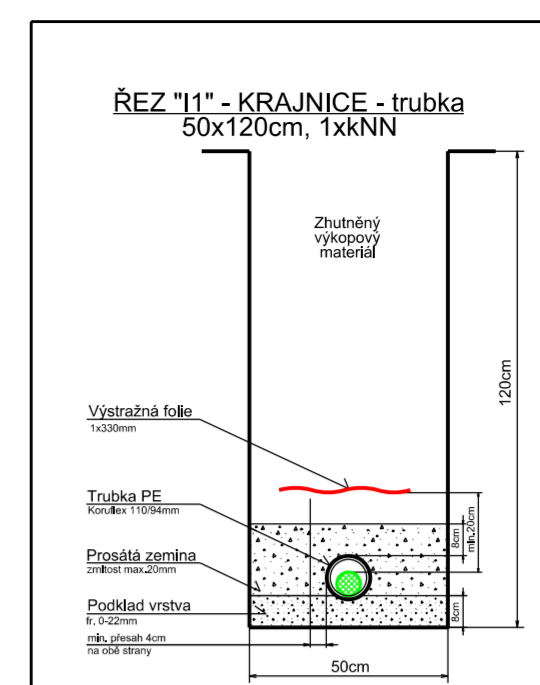 ŘEZ "I1" - KRAJNICE - trubka
50x120cm, 1xkNN
Zhutněný
výkopový
materiál
120cm
Výstražná folie
1x330mm
min.20cm
8cm
Trubka PE
Koruflex 110/94mm
Prosátá zemina
zrnitost max.20mm
Podklad vrstva
fr, 0-22mm
8cm
min. přesah 4cm
na obě strany
50cm